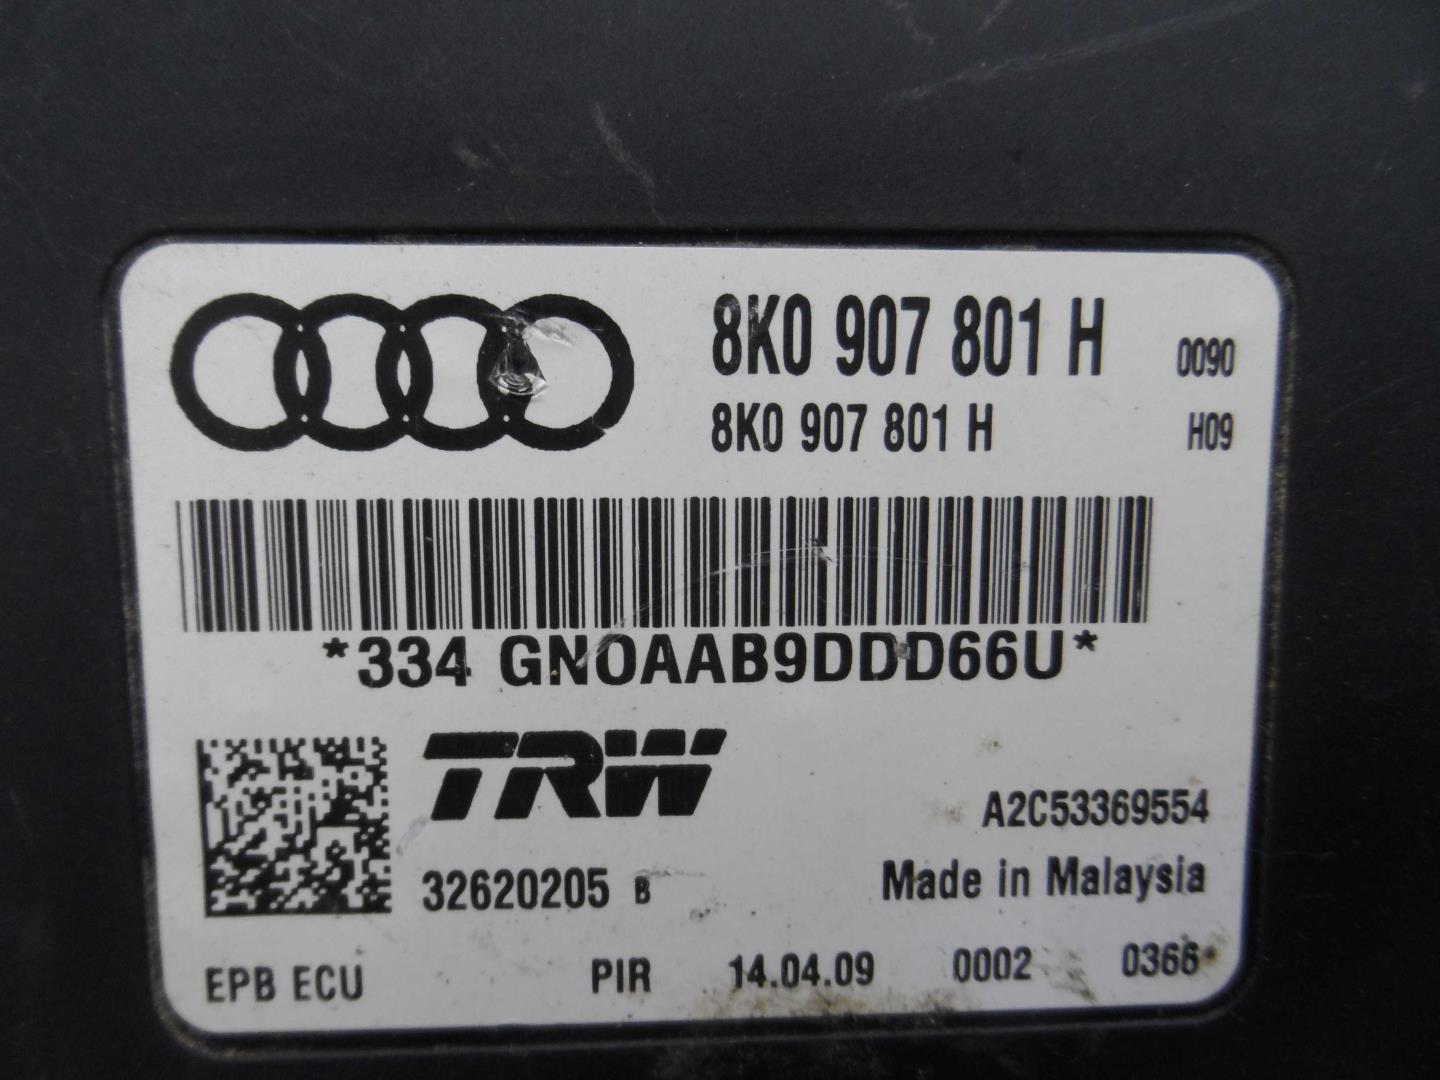 8K0 907 801 H 0090
8K0 907 801 H H09
*334 GN0AAB9DDD66U*
TRW
A2C53369554
32620205 B
Made in Malaysia
EPB ECU PIR 14.04.09 0002 0366